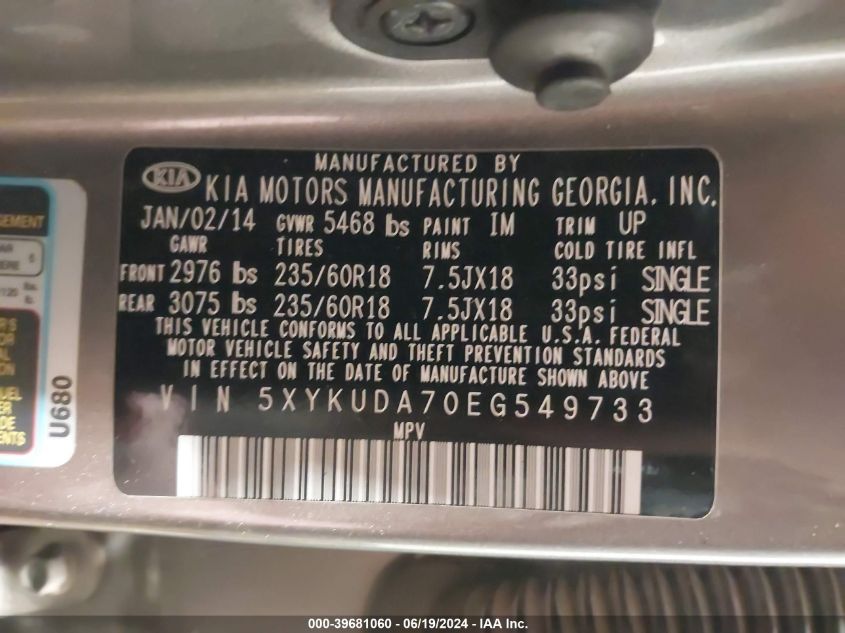 MANUFACTURED BY
KIA KIA MOTORS MANUFACTURING GEORGIA, INC.
JAN/02/14 GVWR 5468 lbs PAINT IM TRIM UP
GAWR TIRES RIMS COLD TIRE INFL
FRONT 2976 lbs 235/60R18 7.5JX18 33psi SINGLE
REAR 3075 lbs 235/60R18 7.5JX18 33psi SINGLE
THIS VEHICLE CONFORMS TO ALL APPLICABLE U.S.A. FEDERAL
MOTOR VEHICLE SAFETY AND THEFT PREVENTION STANDARDS
IN EFFECT ON THE DATE OF MANUFACTURE SHOWN ABOVE
VIN 5XYKUDA70EG549733
MPV
U680
000-39681060 - 06/19/2024 - IAA Inc.